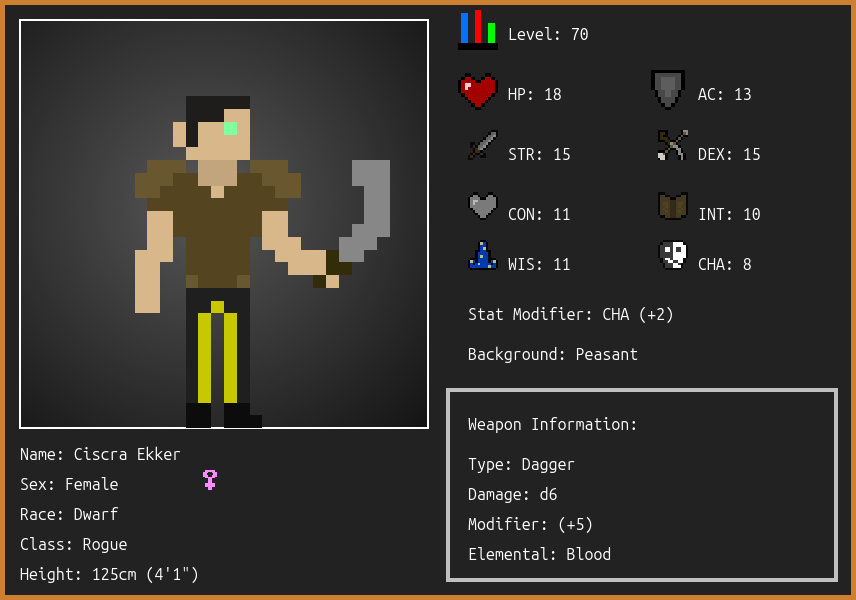 Level: 70
HP: 18
AC: 13
STR: 15
DEX: 15
CON: 11
INT: 10
WIS: 11
CHA: 8
Stat Modifier: CHA (+2)
Background: Peasant
Weapon Information:
Type: Dagger
Damage: d6
Modifier: (+5)
Elemental: Blood
Name: Ciscra Ekker
Sex: Female
Race: Dwarf
Class: Rogue
Height: 125cm (4'1")